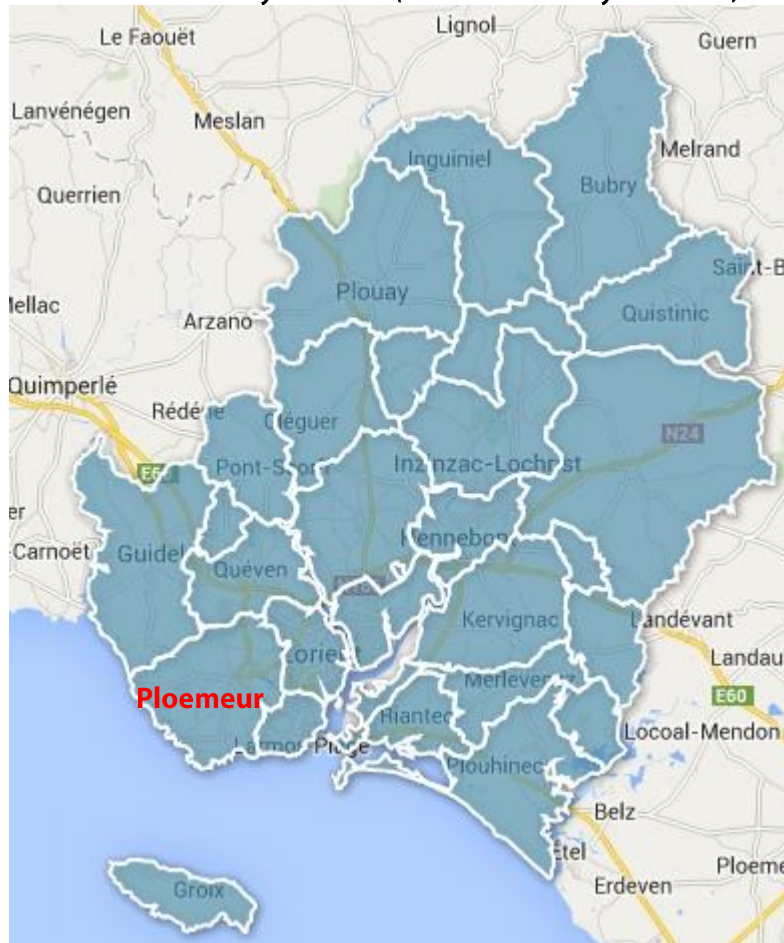 Lignol
Le Faouët
Guern
Lanvénégen
Meslan
Melrand
Inguiniel
Bubry
Querrien
Plouay
Quistinic
Arzano
Quimperlé
Rédéne
Cléguer
N24
Pont-Scorff
Inzinzac-Lochrist
E60
Hennebont
-Carnoët
Guidel
Quéven
Kervignac
Landévant
Lorient
Landau
Merlevenez
Ploemeur
E60
Riantec
Locoal-Mendon
Larmor-Plage
Plouhinec
Belz
Étel
Ploeme
Groix
Erdeven